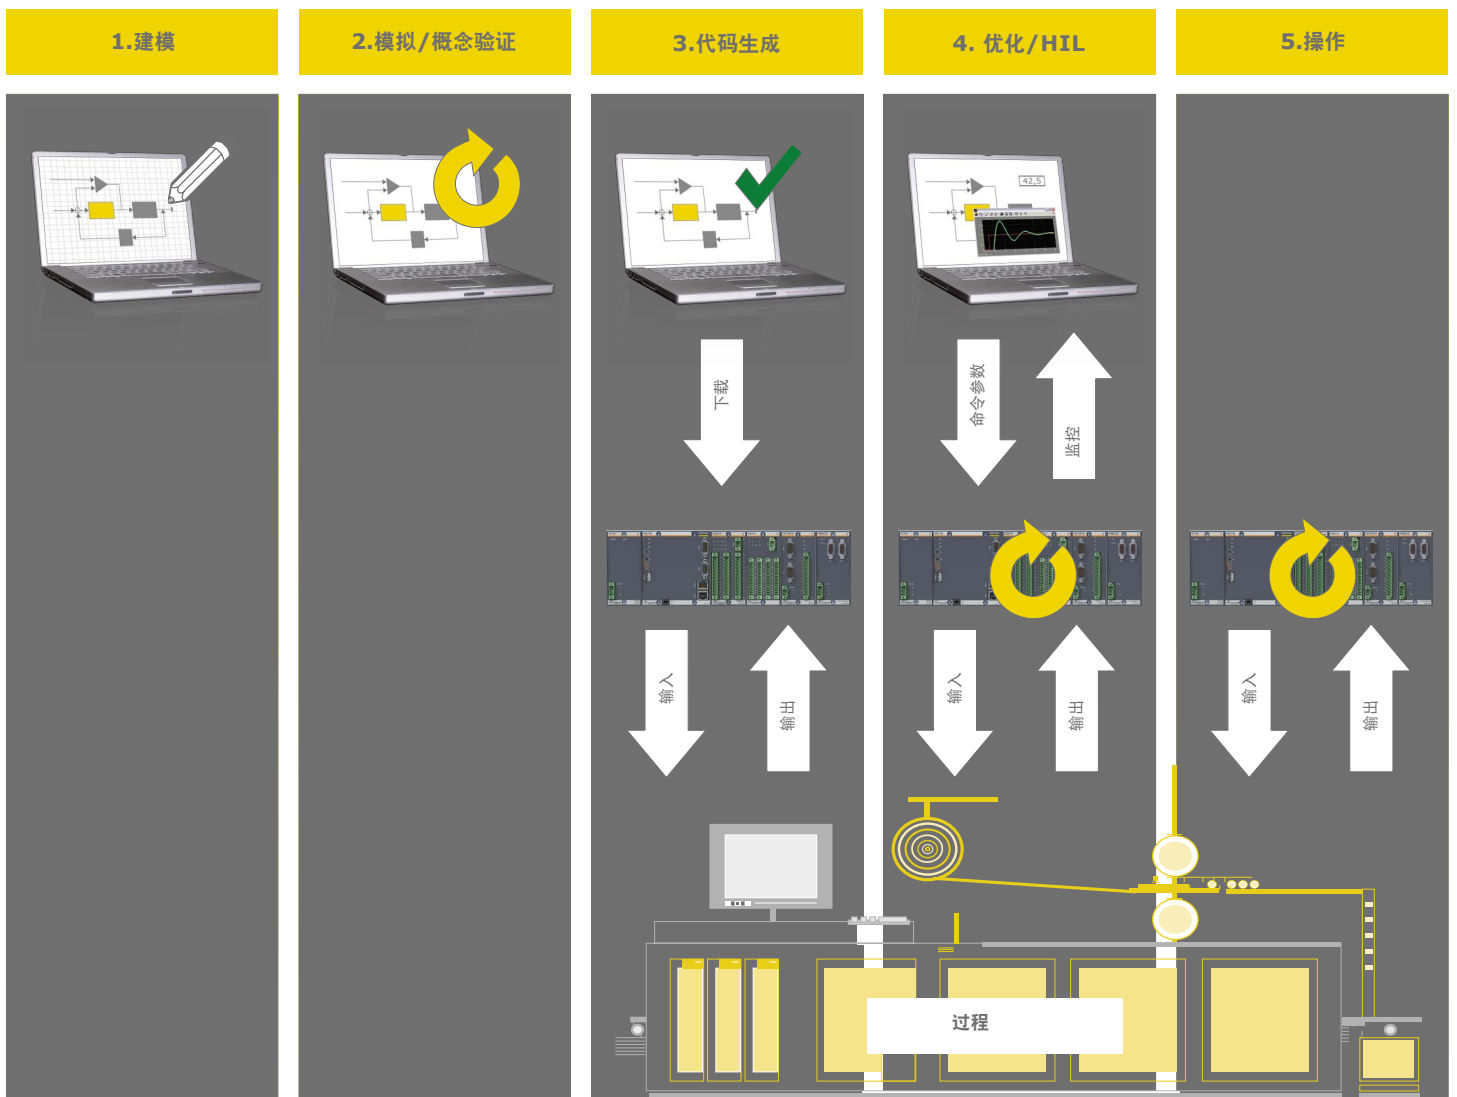 1.建模
2.模拟/概念验证
3.代码生成
4. 优化/HIL
5.操作
42,5
下载
命令参数
监控
输入
输出
输入
输出
输入
输出
过程